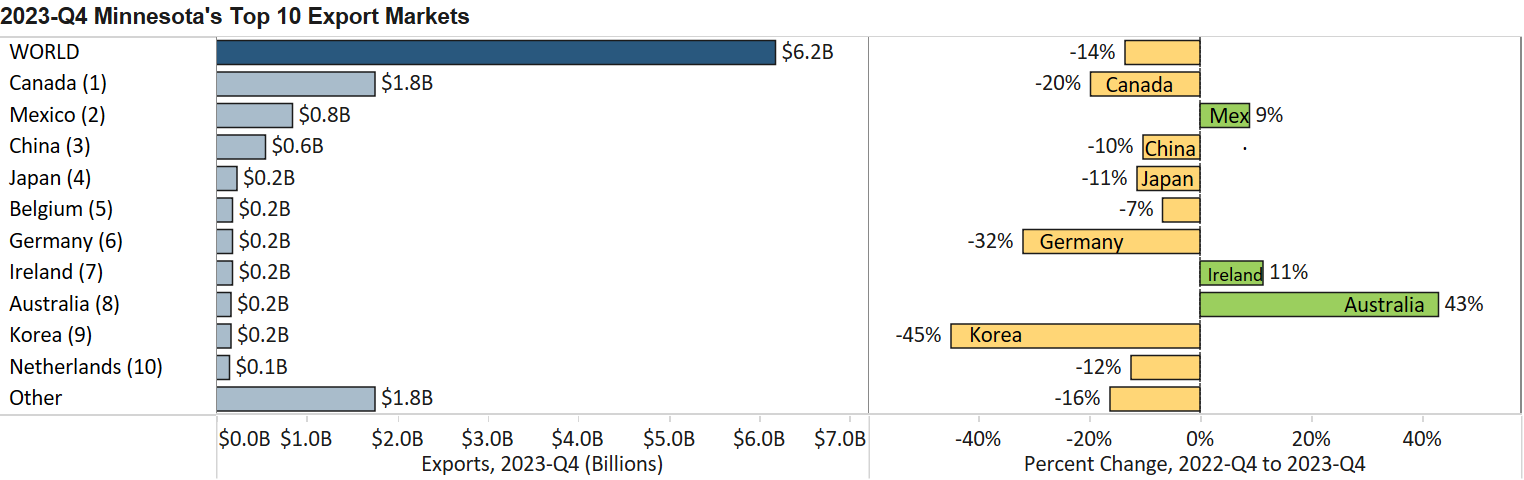 2023-Q4 Minnesota's Top 10 Export Markets
WORLD $6.2B -14%
Canada (1) $1.8B -20% Canada
Mexico (2) $0.8B Mex 9%
China (3) $0.6B -10% China
Japan (4) $0.2B -11% Japan
Belgium (5) $0.2B -7%
Germany (6) $0.2B -32% Germany
Ireland (7) $0.2B Ireland 11%
Australia (8) $0.2B Australia 43%
Korea (9) $0.2B -45% Korea
Netherlands (10) $0.1B -12%
Other $1.8B -16%
$0.0B $1.0B $2.0B $3.0B $4.0B $5.0B $6.0B $7.0B -40% -20% 0% 20% 40%
Exports, 2023-Q4 (Billions) Percent Change, 2022-Q4 to 2023-Q4